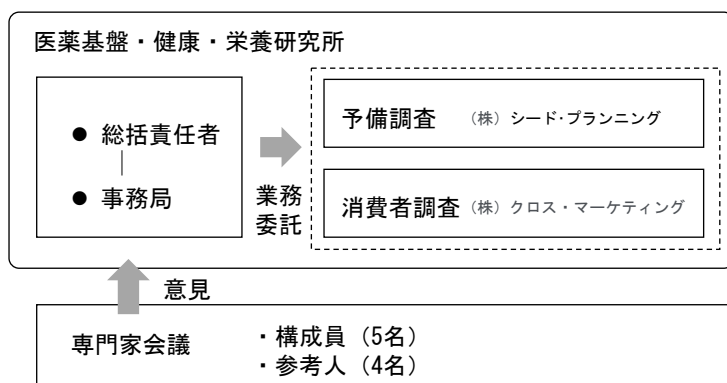 医薬基盤・健康・栄養研究所
● 総括責任者
● 事務局
業務
委託
予備調査 （株）シード・プランニング
消費者調査（株）クロス・マーケティング
意見
専門家会議
・構成員（5名）
・参考人（4名）